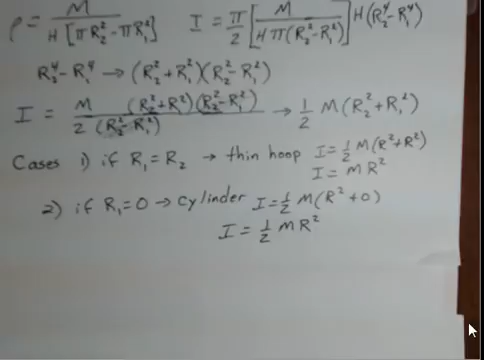 ρ = M / H[πR₂² - πR₁²]   I = π/2 [M / Hπ(R₂² - R₁²)] H(R₂⁴ - R₁⁴)
R₂⁴ - R₁⁴ → (R₂² + R₁²)(R₂² - R₁²)
I = M (R₂² + R₁²)(R₂² - R₁²) / 2 (R₂² - R₁²) → 1/2 M(R₂² + R₁²)
Cases 1) if R₁ = R₂ → thin hoop I = 1/2 M(R² + R²)
I = MR²
2) if R₁ = 0 → cylinder I = 1/2 M(R² + 0)
I = 1/2 MR²